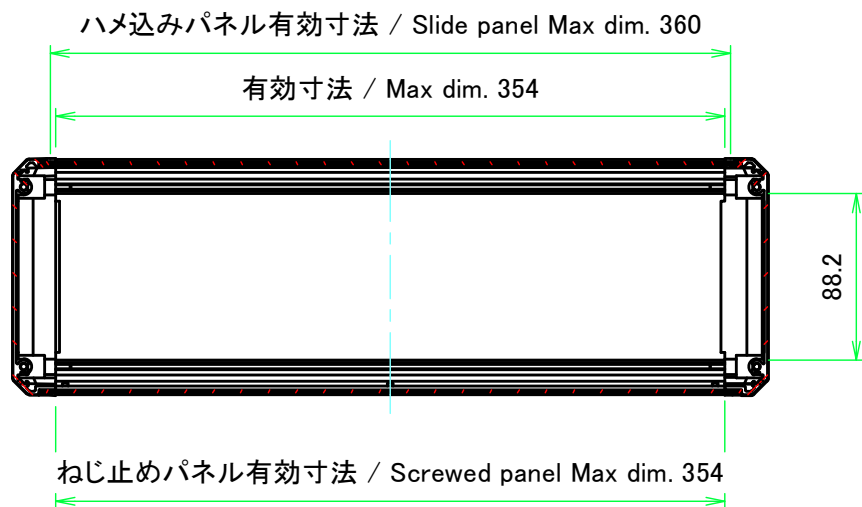 ハメ込みパネル有効寸法 / Slide panel Max dim. 360
有効寸法 / Max dim. 354
88.2
ねじ止めパネル有効寸法 / Screwed panel Max dim. 354